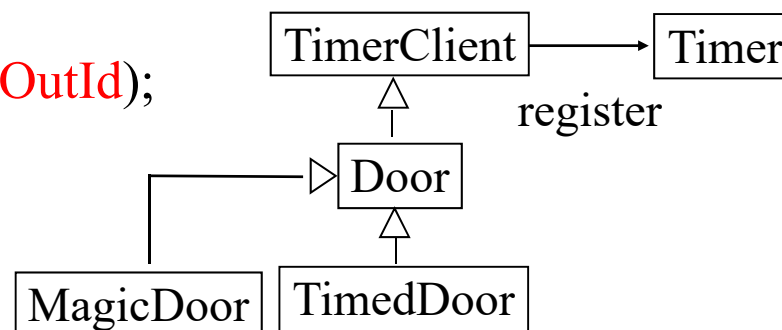 OutId);
TimerClient
Timer
register
Door
MagicDoor
TimedDoor